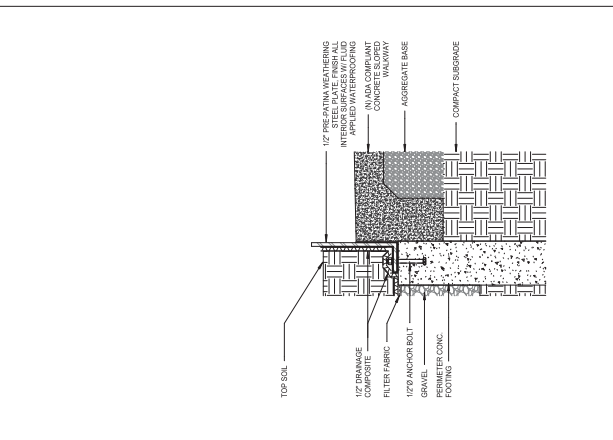 1/2" PRE-PATINA WEATHERING
STEEL PLATE, FINISH ALL
INTERIOR SURFACES W/ FLUID
APPLIED WATERPROOFING
(N) ADA COMPLIANT
CONCRETE SLOPED
WALKWAY
AGGREGATE BASE
COMPACT SUBGRADE
TOP SOIL
1/2" DRAINAGE
COMPOSITE
FILTER FABRIC
1/2"Ø ANCHOR BOLT
GRAVEL
PERIMETER CONC.
FOOTING